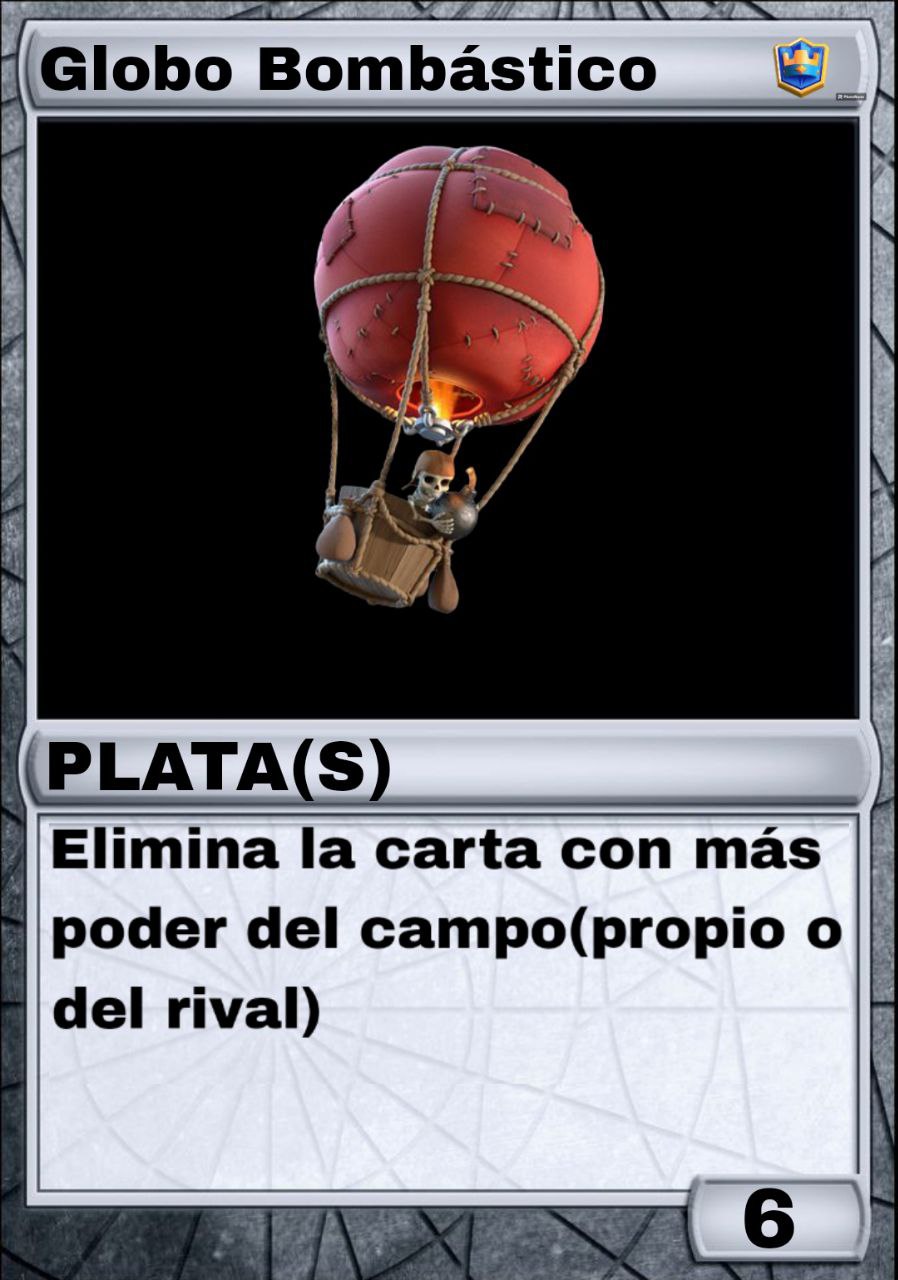 Globo Bombástico
PLATA(S)
Elimina la carta con más
poder del campo(propio o
del rival)
6